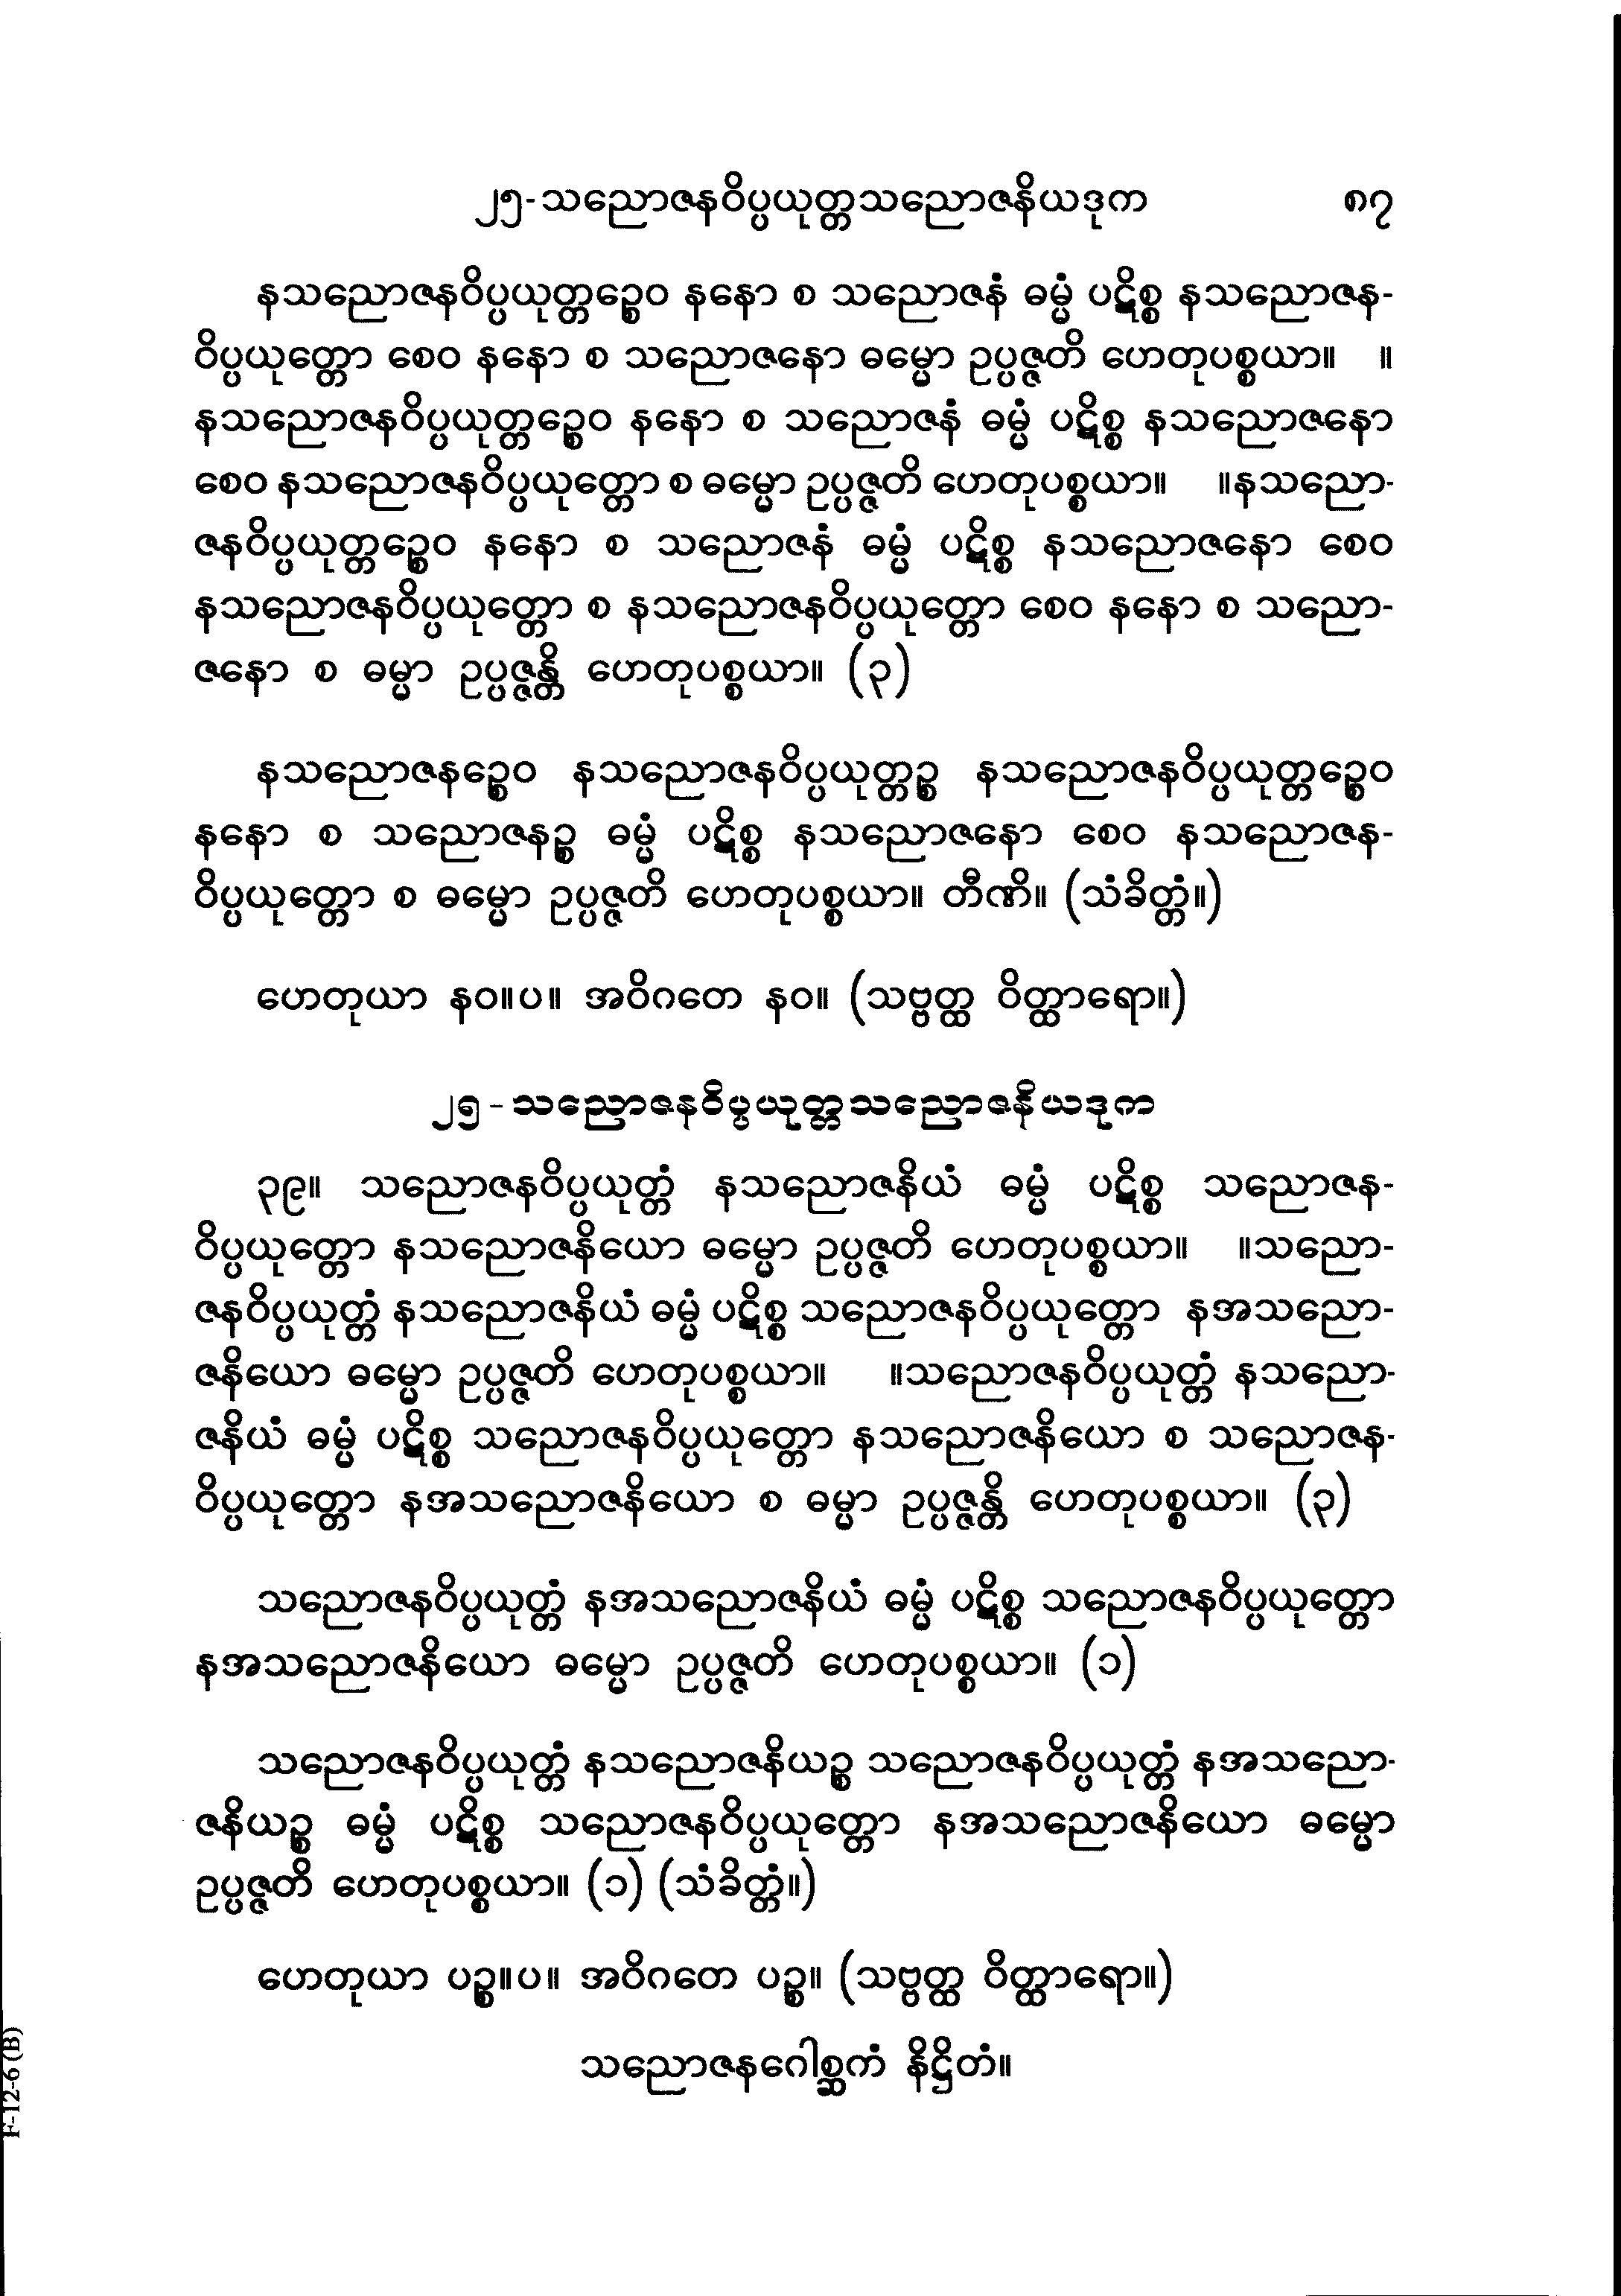 ၂၅-သညောဇနဝိပ္ပယုတ္တသညောဇနိယဒုက ၈၇
နသညောဇနဝိပ္ပယုတ္တဉ္စေဝ နနော စ သညောဇနံ ဓမ္မံ ပဋိစ္စ နသညောဇန-
ဝိပ္ပယုတ္တော စေဝ နနော စ သညောဇနော ဓမ္မော ဥပ္ပဇ္ဇတိ ဟေတုပစ္စယာ။ ။
နသညောဇနဝိပ္ပယုတ္တဉ္စေဝ နနော စ သညောဇနံ ဓမ္မံ ပဋိစ္စ နသညောဇနော
စေဝ နသညောဇနဝိပ္ပယုတ္တော စ ဓမ္မော ဥပ္ပဇ္ဇတိ ဟေတုပစ္စယာ။ ။နသညော-
ဇနဝိပ္ပယုတ္တဉ္စေဝ နနော စ သညောဇနံ ဓမ္မံ ပဋိစ္စ နသညောဇနော စေဝ
နသညောဇနဝိပ္ပယုတ္တော စ နသညောဇနဝိပ္ပယုတ္တော စေဝ နနော စ သညော-
ဇနော စ ဓမ္မာ ဥပ္ပဇ္ဇန္တိ ဟေတုပစ္စယာ။ (၃)
နသညောဇနဉ္စေဝ နသညောဇနဝိပ္ပယုတ္တဉ္စ နသညောဇနဝိပ္ပယုတ္တဉ္စေဝ
နနော စ သညောဇနဉ္စ ဓမ္မံ ပဋိစ္စ နသညောဇနော စေဝ နသညောဇန-
ဝိပ္ပယုတ္တော စ ဓမ္မော ဥပ္ပဇ္ဇတိ ဟေတုပစ္စယာ။ တီဏိ။ (သံခိတ္တံ။)
ဟေတုယာ နဝ။ပ။ အဝိဂတေ နဝ။ (သဗ္ဗတ္ထ ဝိတ္ထာရော။)
၂၅-သညောဇနဝိပ္ပယုတ္တသညောဇနိယဒုက
၃၉။ သညောဇနဝိပ္ပယုတ္တံ နသညောဇနိယံ ဓမ္မံ ပဋိစ္စ သညောဇန-
ဝိပ္ပယုတ္တော နသညောဇနိယော ဓမ္မော ဥပ္ပဇ္ဇတိ ဟေတုပစ္စယာ။ ။သညော-
ဇနဝိပ္ပယုတ္တံ နသညောဇနိယံ ဓမ္မံ ပဋိစ္စ သညောဇနဝိပ္ပယုတ္တော နအသညော-
ဇနိယော ဓမ္မော ဥပ္ပဇ္ဇတိ ဟေတုပစ္စယာ။ ။သညောဇနဝိပ္ပယုတ္တံ နသညော-
ဇနိယံ ဓမ္မံ ပဋိစ္စ သညောဇနဝိပ္ပယုတ္တော နသညောဇနိယော စ သညောဇန-
ဝိပ္ပယုတ္တော နအသညောဇနိယော စ ဓမ္မာ ဥပ္ပဇ္ဇန္တိ ဟေတုပစ္စယာ။ (၃)
သညောဇနဝိပ္ပယုတ္တံ နအသညောဇနိယံ ဓမ္မံ ပဋိစ္စ သညောဇနဝိပ္ပယုတ္တော
နအသညောဇနိယော ဓမ္မော ဥပ္ပဇ္ဇတိ ဟေတုပစ္စယာ။ (၁)
သညောဇနဝိပ္ပယုတ္တံ နသညောဇနိယဉ္စ သညောဇနဝိပ္ပယုတ္တံ နအသညော-
ဇနိယဉ္စ ဓမ္မံ ပဋိစ္စ သညောဇနဝိပ္ပယုတ္တော နအသညောဇနိယော ဓမ္မော
ဥပ္ပဇ္ဇတိ ဟေတုပစ္စယာ။ (၁) (သံခိတ္တံ။)
ဟေတုယာ ပဉ္စ။ပ။ အဝိဂတေ ပဉ္စ။ (သဗ္ဗတ္ထ ဝိတ္ထာရော။)
သညောဇနဂေါစ္ဆကံ နိဋ္ဌိတံ။
F-12-6 (B)